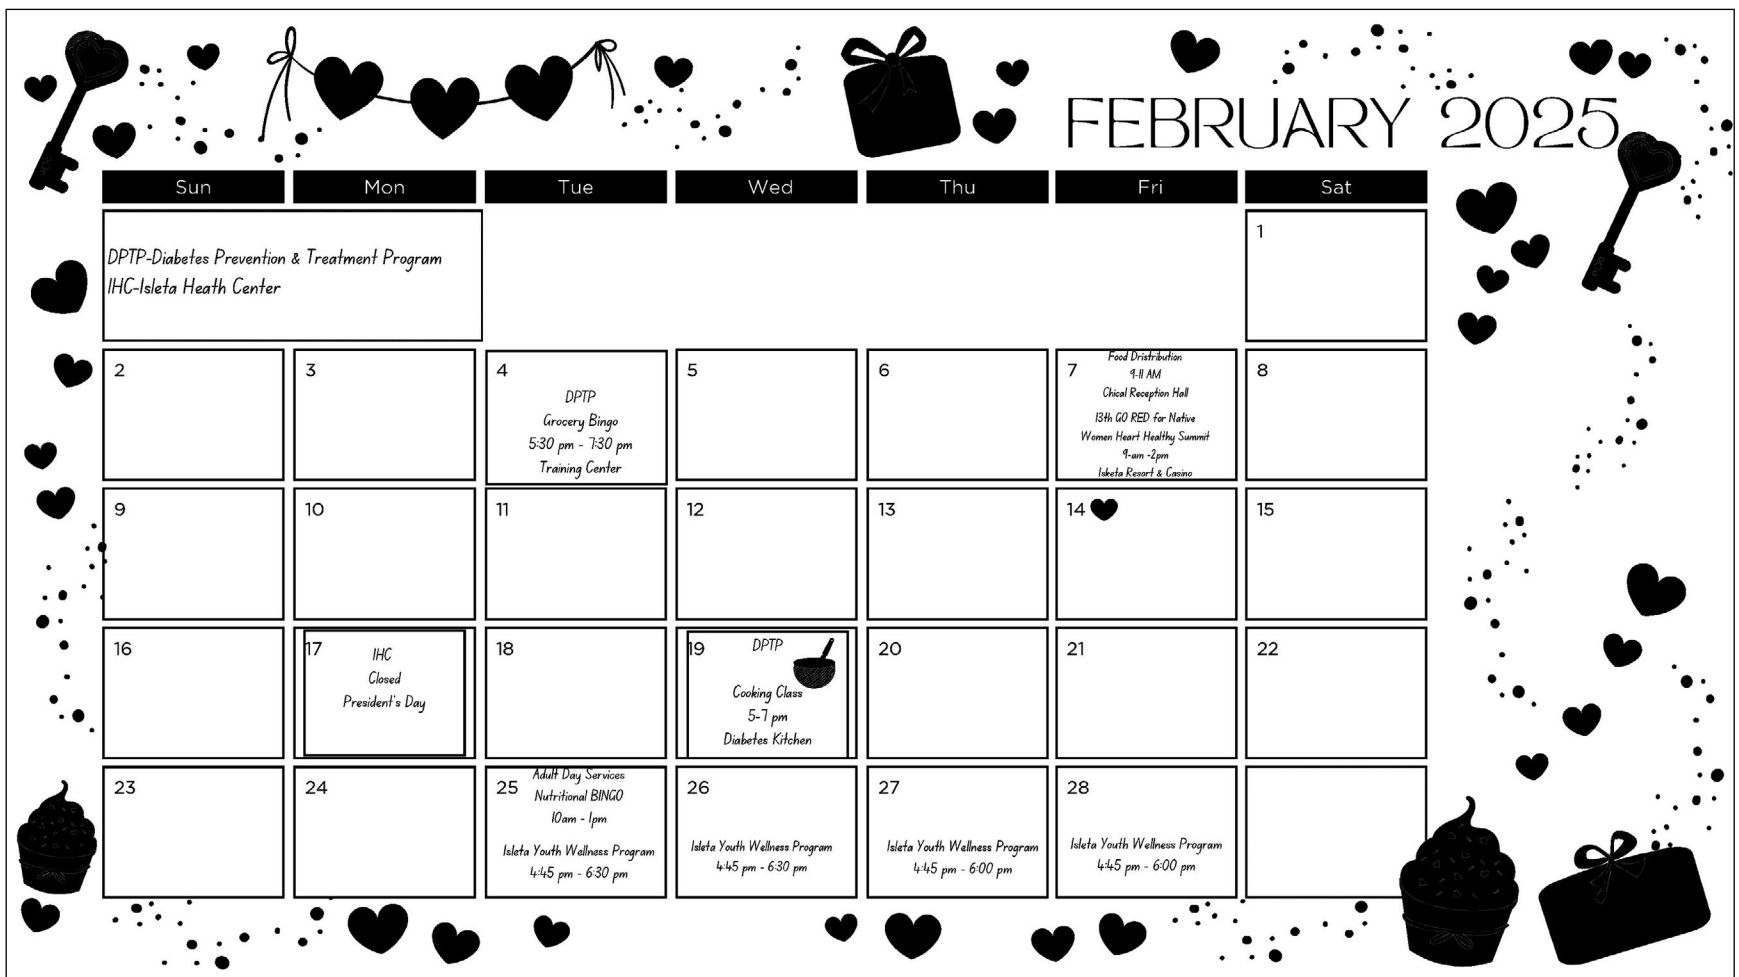 FEBRUARY 2025
Sun Mon Tue Wed Thu Fri Sat
DPTP-Diabetes Prevention & Treatment Program
IHC-Isleta Heath Center
1
2
3
4
DPTP
Grocery Bingo
5:30 pm - 7:30 pm
Training Center
5
6
7
Food Dristribution
9-11 AM
Chical Reception Hall
13th GO RED for Native
Women Heart Healthy Summit
9-am -2pm
Isketa Resort & Casino
8
9
10
11
12
13
14
15
16
17
IHC
Closed
President's Day
18
19
DPTP
Cooking Class
5-7 pm
Diabetes Kitchen
20
21
22
23
24
25
Adult Day Services
Nutritional BINGO
10am - 1pm
Isleta Youth Wellness Program
4:45 pm - 6:30 pm
26
Isleta Youth Wellness Program
4:45 pm - 6:30 pm
27
Isleta Youth Wellness Program
4:45 pm - 6:00 pm
28
Isleta Youth Wellness Program
4:45 pm - 6:00 pm